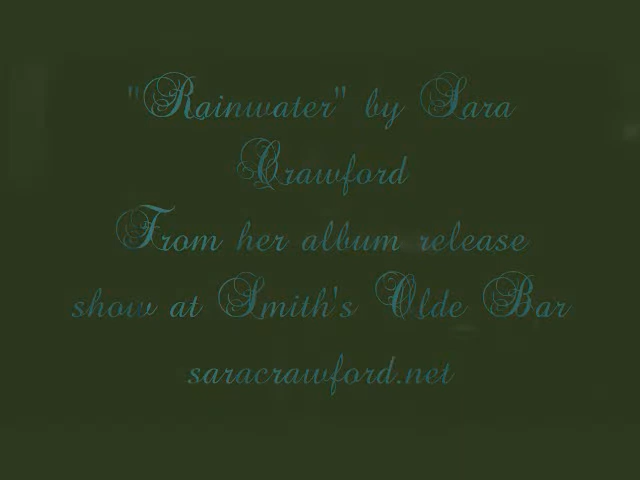 "Rainwater" by Sara
Crawford
From her album release
show at Smith's Olde Bar
saracrawford.net